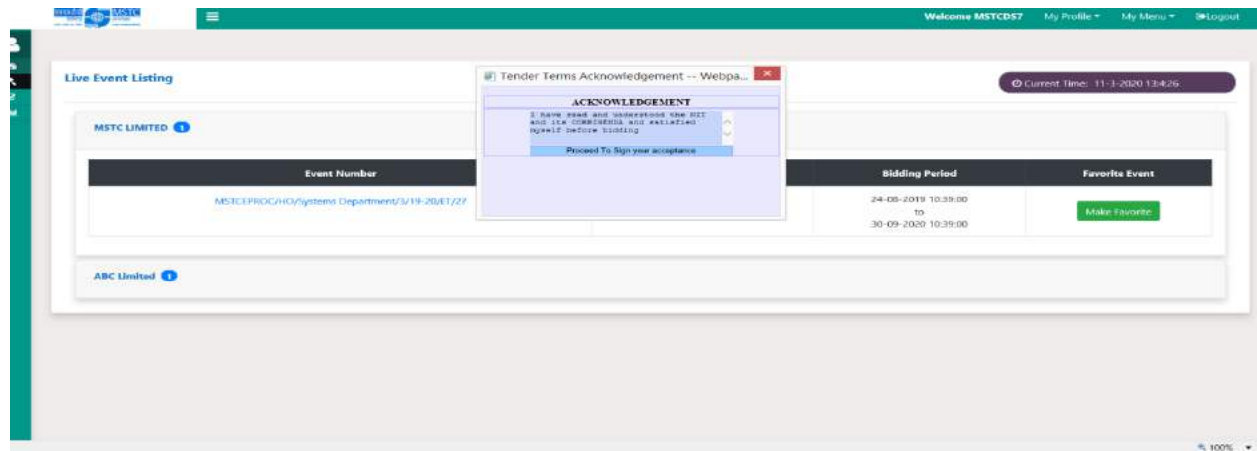 MSTC
Welcome MSTCDS7 My Profile My Menu Logout
Live Event Listing
Tender Terms Acknowledgement -- Webpa...
Current Time: 11-3-2020 13:4:26
ACKNOWLEDGEMENT
I have read and understood the NIT
and its and satisfied
myself before bidding
Proceed To Sign your acceptance
MSTC LIMITED 1
Event Number Bidding Period Favorite Event
MSTCEPROC/HO/Systems Department/3/19-20/ET/27
24-08-2019 10:39:00
to
30-09-2020 10:39:00
Make Favorite
ABC Limited 1
100%